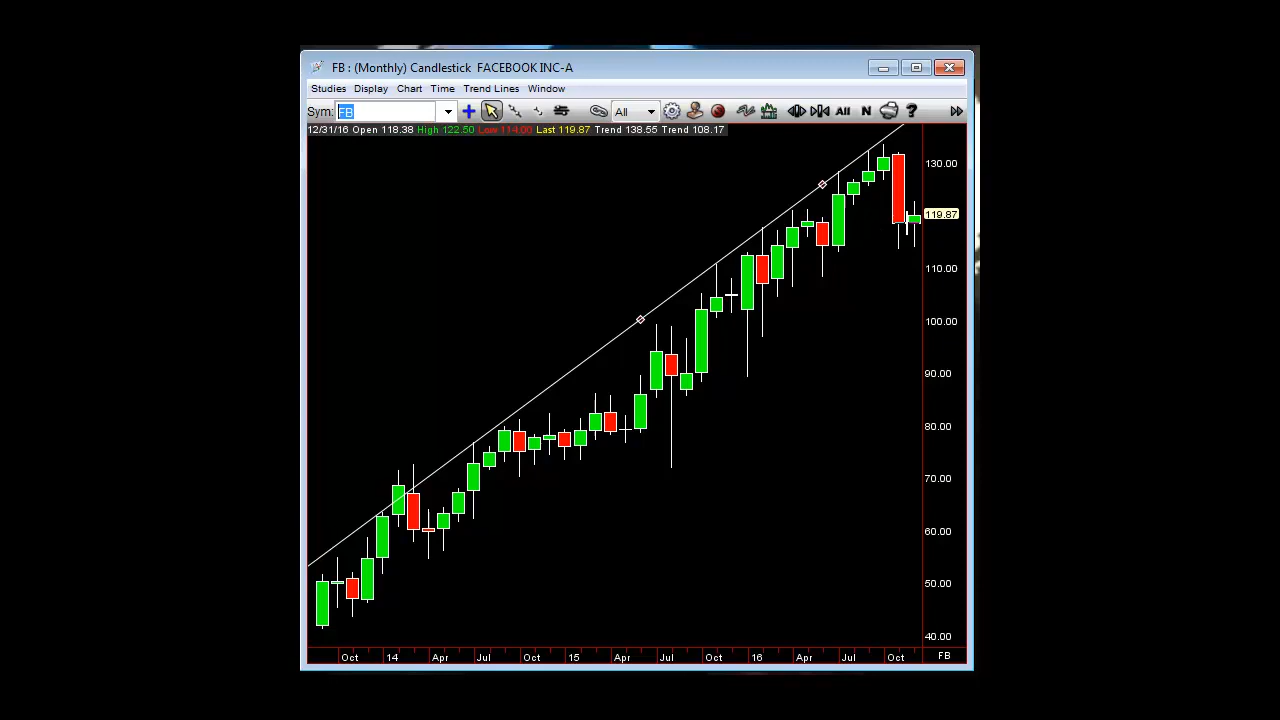 FB : (Monthly) Candlestick FACEBOOK INC-A
Studies Display Chart Time Trend Lines Window
Sym: FB All All N ?
12/31/16 Open 118.38 High 122.50 Low 114.00 Last 119.87 Trend 138.55 Trend 108.17
130.00
119.87
110.00
100.00
90.00
80.00
70.00
60.00
50.00
40.00
Oct 14 Apr Jul Oct 15 Apr Jul Oct 16 Apr Jul Oct FB